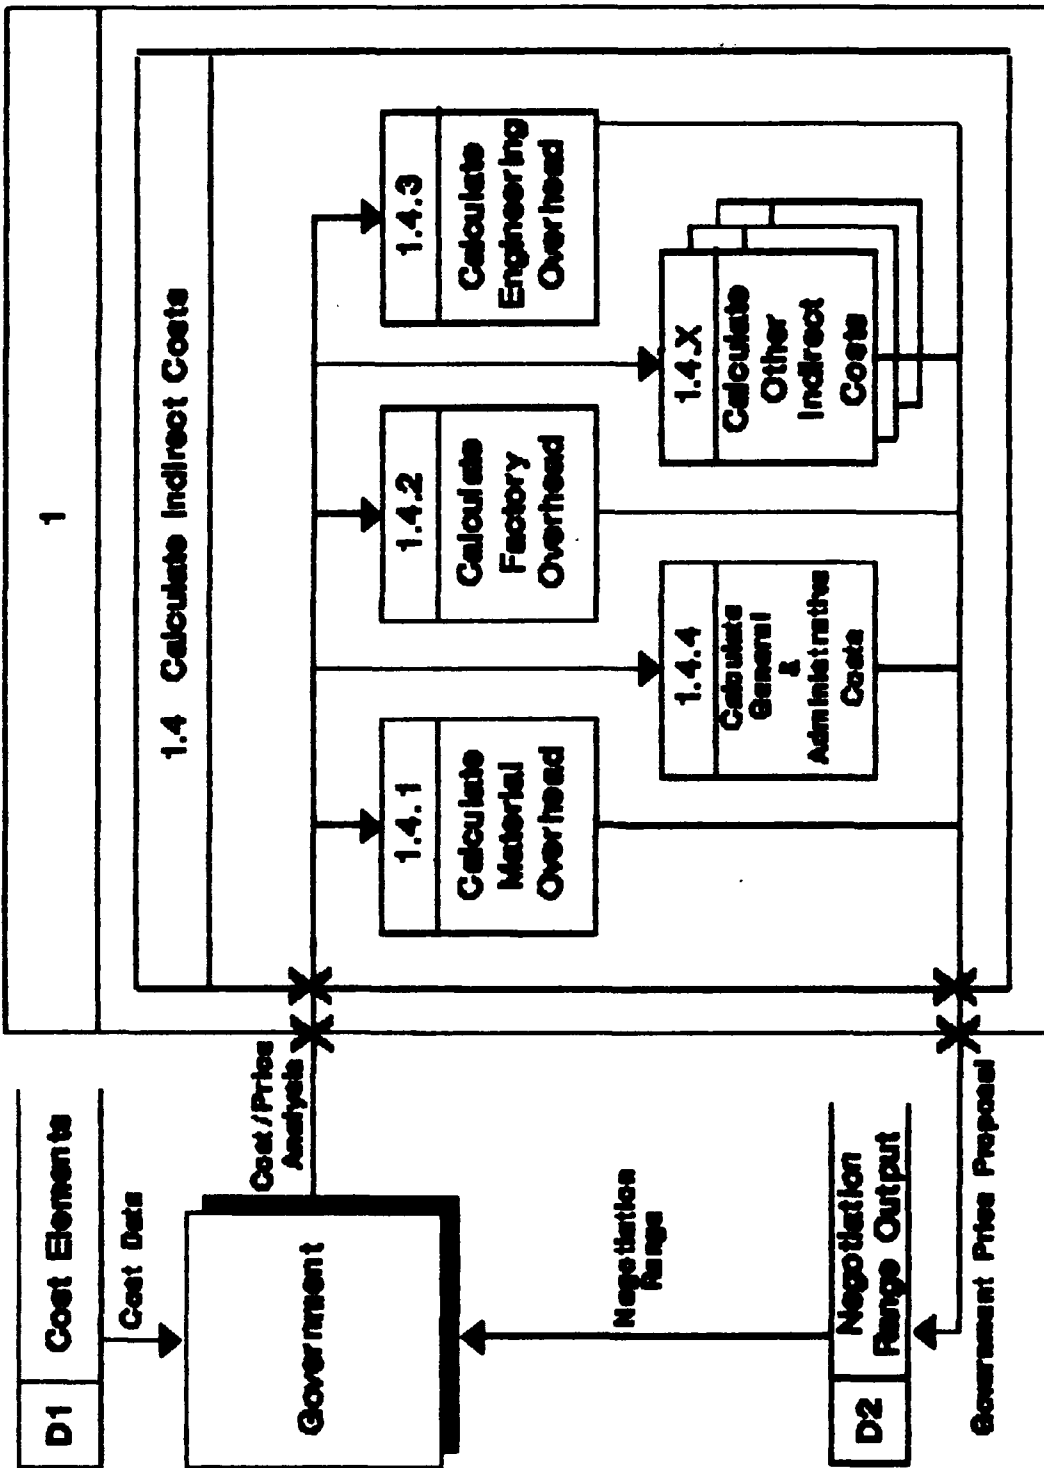 D1 Cost Elements
Cost Data
Government
Cost/Price
Analysis
Negotiation
Range
D2
Negotiation
Range Output
Government Price Proposal
1
1.4 Calculate Indirect Costs
1.4.1
Calculate
Material
Overhead
1.4.2
Calculate
Factory
Overhead
1.4.3
Calculate
Engineering
Overhead
1.4.4
Calculate
General
&
Administrative
Costs
1.4.X
Calculate
Other
Indirect
Costs